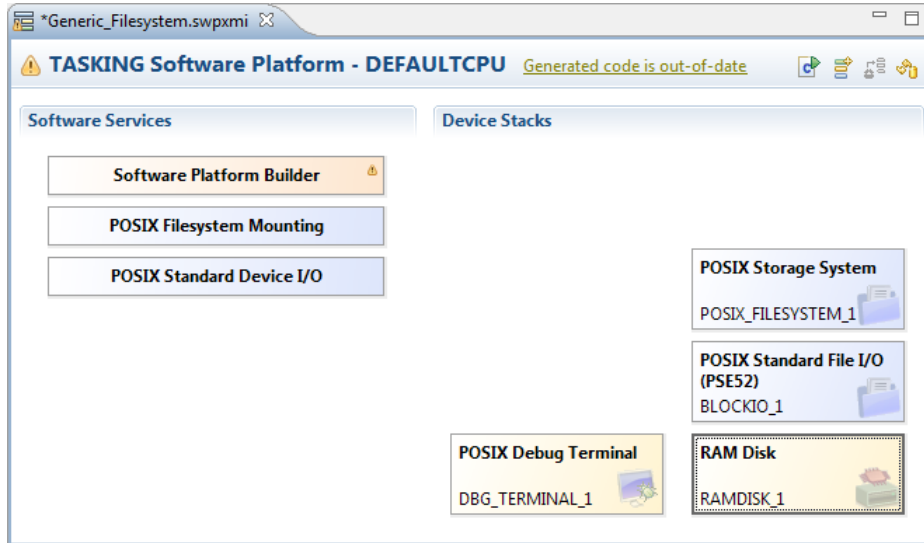 *Generic_Filesystem.swpxmi
TASKING Software Platform - DEFAULTCPU Generated code is out-of-date
Software Services
Device Stacks
Software Platform Builder
POSIX Filesystem Mounting
POSIX Standard Device I/O
POSIX Storage System
POSIX_FILESYSTEM_1
POSIX Standard File I/O
(PSE52)
BLOCKIO_1
POSIX Debug Terminal
DBG_TERMINAL_1
RAM Disk
RAMDISK_1